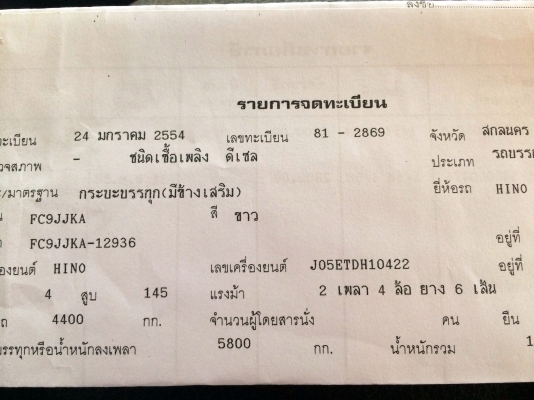 ลงชื่อ
รายการจดทะเบียน
ทะเบียน 24 มกราคม 2554 เลขทะเบียน 81 - 2869 จังหวัด สกลนคร
วจสภาพ - ชนิดเชื้อเพลิง ดีเซล ประเภท รถบรร
/มาตรฐาน กระบะบรรทุก(มีข้างเสริม) ยี่ห้อรถ HINO
FC9JJKA สี ขาว
FC9JJKA-12936 อยู่ที่
องยนต์ HINO เลขเครื่องยนต์ J05ETDH10422 อยู่ที่
4 สูบ 145 แรงม้า 2 เพลา 4 ล้อ ยาง 6 เส้น
ถ 4400 กก. จำนวนผู้โดยสารนั่ง คน ยืน
รรทุกหรือน้ำหนักลงเพลา 5800 กก. น้ำหนักรวม 1